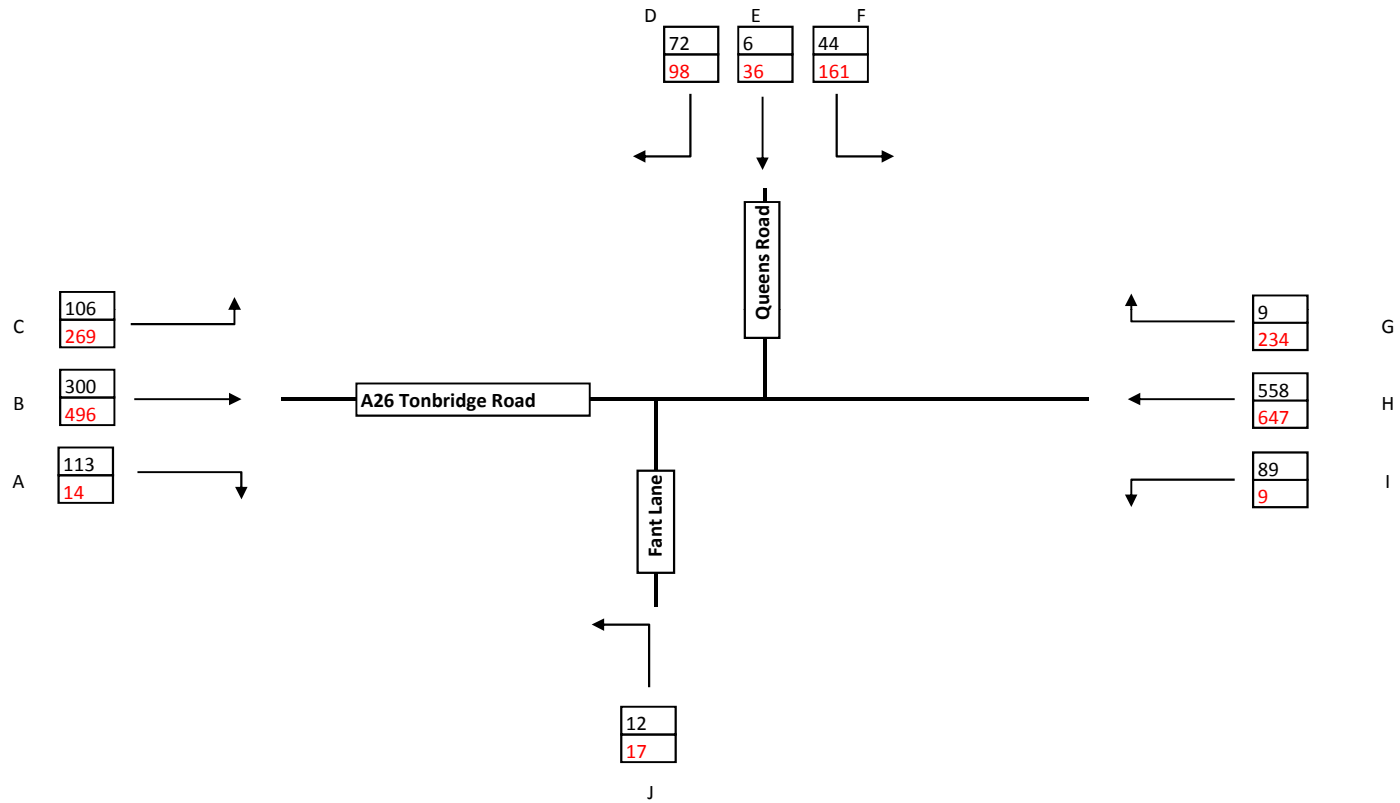 D E F
72 6 44
98 36 161
Queens Road
C 106 9 G
269 234
B 300 558 H
496 647
A26 Tonbridge Road
A 113 89 I
14 9
Fant Lane
12
17
J